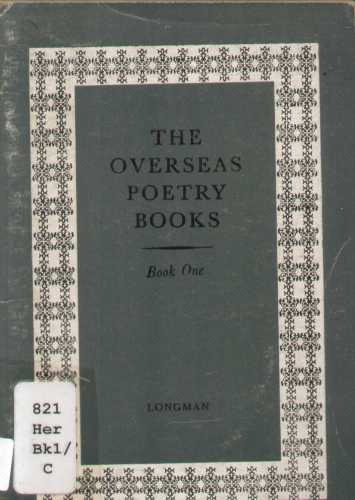 THE
OVERSEAS
POETRY
BOOKS
Book One
LONGMAN
821
Her
Bk1/
C